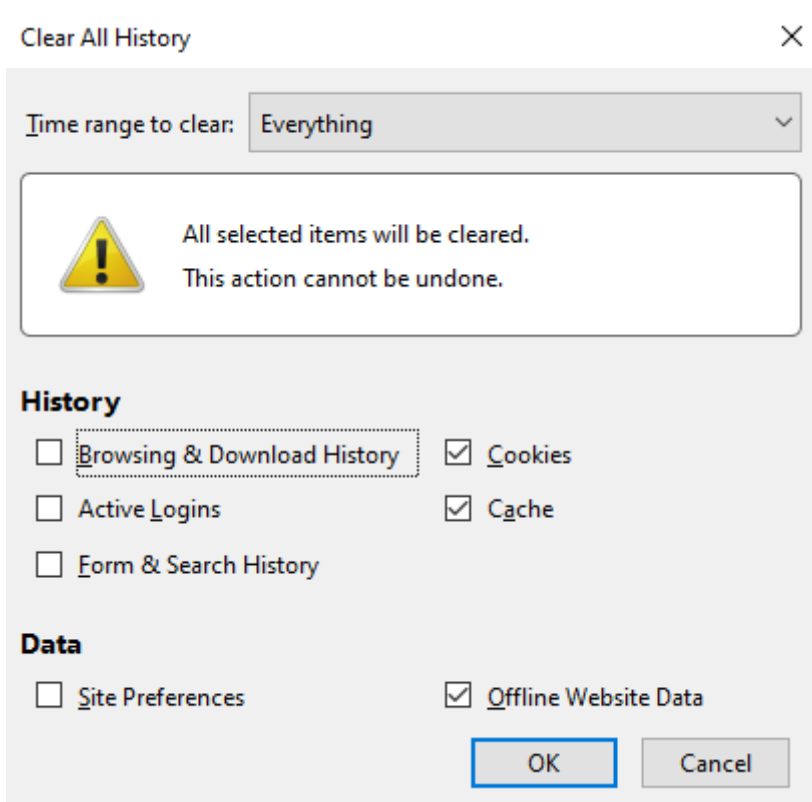 Clear All History
Time range to clear: Everything
All selected items will be cleared.
This action cannot be undone.
History
Browsing & Download History Cookies
Active Logins Cache
Form & Search History
Data
Site Preferences Offline Website Data
OK Cancel